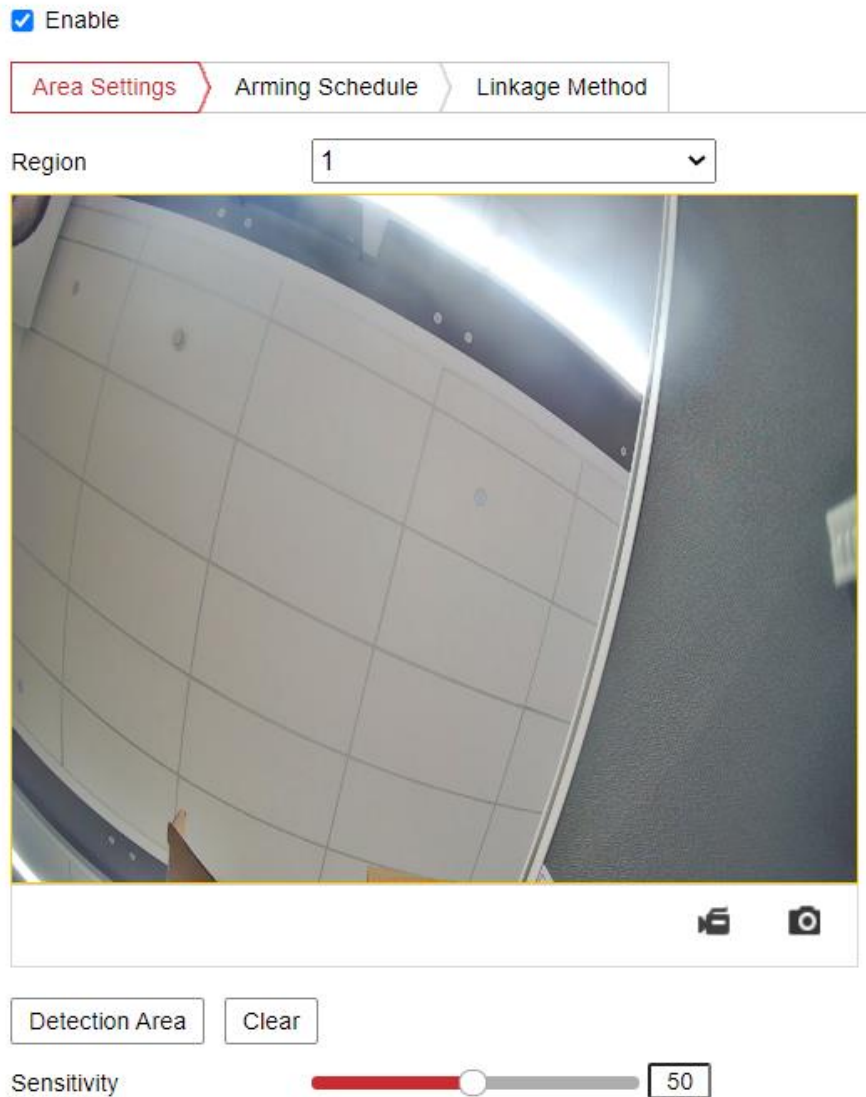 Enable
Area Settings Arming Schedule Linkage Method
Region 1
Detection Area Clear
Sensitivity 50